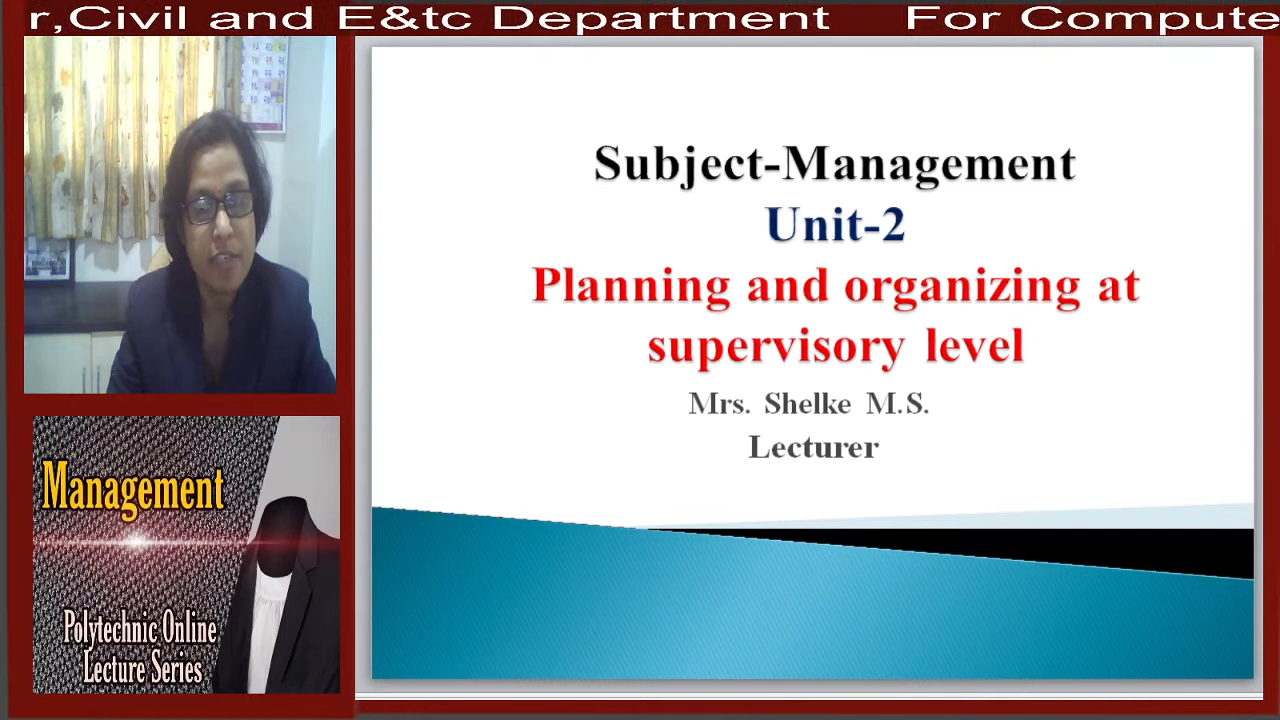 r,Civil and E&tc Department For Compute
Subject-Management
Unit-2
Planning and organizing at
supervisory level
Mrs. Shelke M.S.
Lecturer
Management
Polytechnic Online
Lecture Series